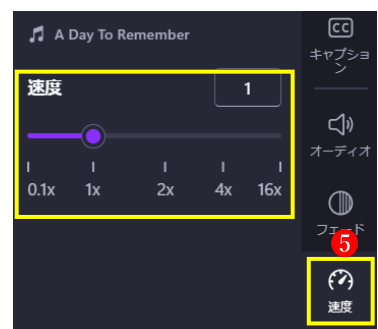 A Day To Remember
速度
1
0.1x 1x 2x 4x 16x
CC
キャプショ
ン
オーディオ
フェード
5
速度